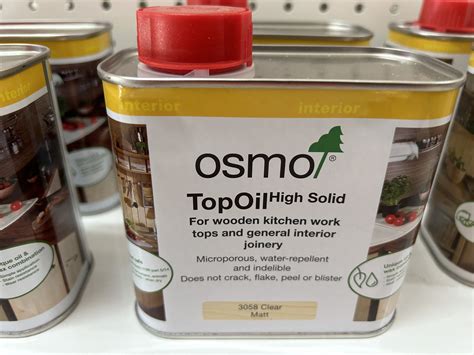 interior
interior
osmo ®
TopOil High Solid
For wooden kitchen work
tops and general interior
joinery
Microporous, water-repellent
and indelible
Does not crack, flake, peel or blister
3058 Clear
Matt